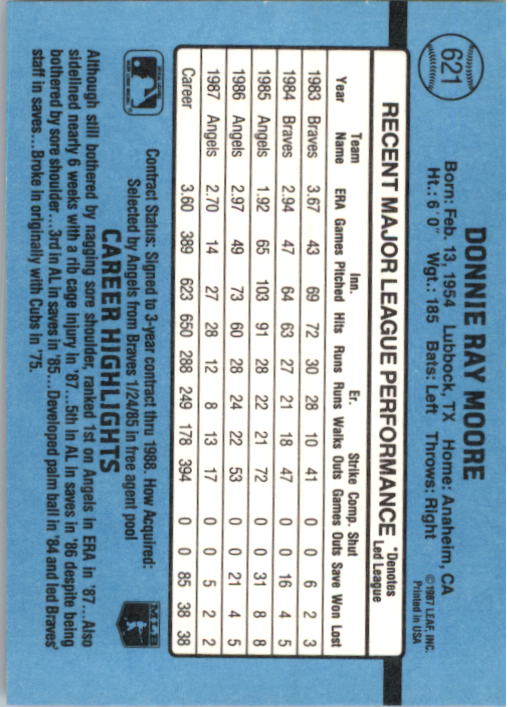 621
DONNIE RAY MOORE
Born: Feb. 13, 1954 Lubbock, TX Home: Anaheim, CA
Ht.: 6' 0" Wgt.: 185 Bats: Left Throws: Right
©1987 LEAF, INC.
Printed in USA
RECENT MAJOR LEAGUE PERFORMANCE *Denotes Led League
Year Team Name ERA Games Inn. Pitched Hits Runs Er. Runs Walks Strike Outs Comp. Games Shut Outs Save Won Lost
1983 Braves 3.67 43 69 72 30 28 10 41 0 0 6 2 3
1984 Braves 2.94 47 64 63 27 21 18 47 0 0 16 4 5
1985 Angels 1.92 65 103 91 28 22 21 72 0 0 31 8 8
1986 Angels 2.97 49 73 60 28 24 22 53 0 0 21 4 5
1987 Angels 2.70 14 27 28 12 8 13 17 0 0 5 2 2
Career 3.60 389 623 650 288 249 178 394 0 0 85 38 38
Contract Status: Signed to 3-year contract thru 1988. How Acquired:
Selected by Angels from Braves 1/24/85 in free agent pool
MLB
CAREER HIGHLIGHTS
Although still bothered by nagging sore shoulder, ranked 1st on Angels in ERA in '87...Also
sidelined nearly 6 weeks with a rib cage injury in '87...5th in AL in saves in '86 despite being
bothered by sore shoulder...3rd in AL in saves in '85...Developed palm ball in '84 and led Braves'
staff in saves...Broke in originally with Cubs in '75.